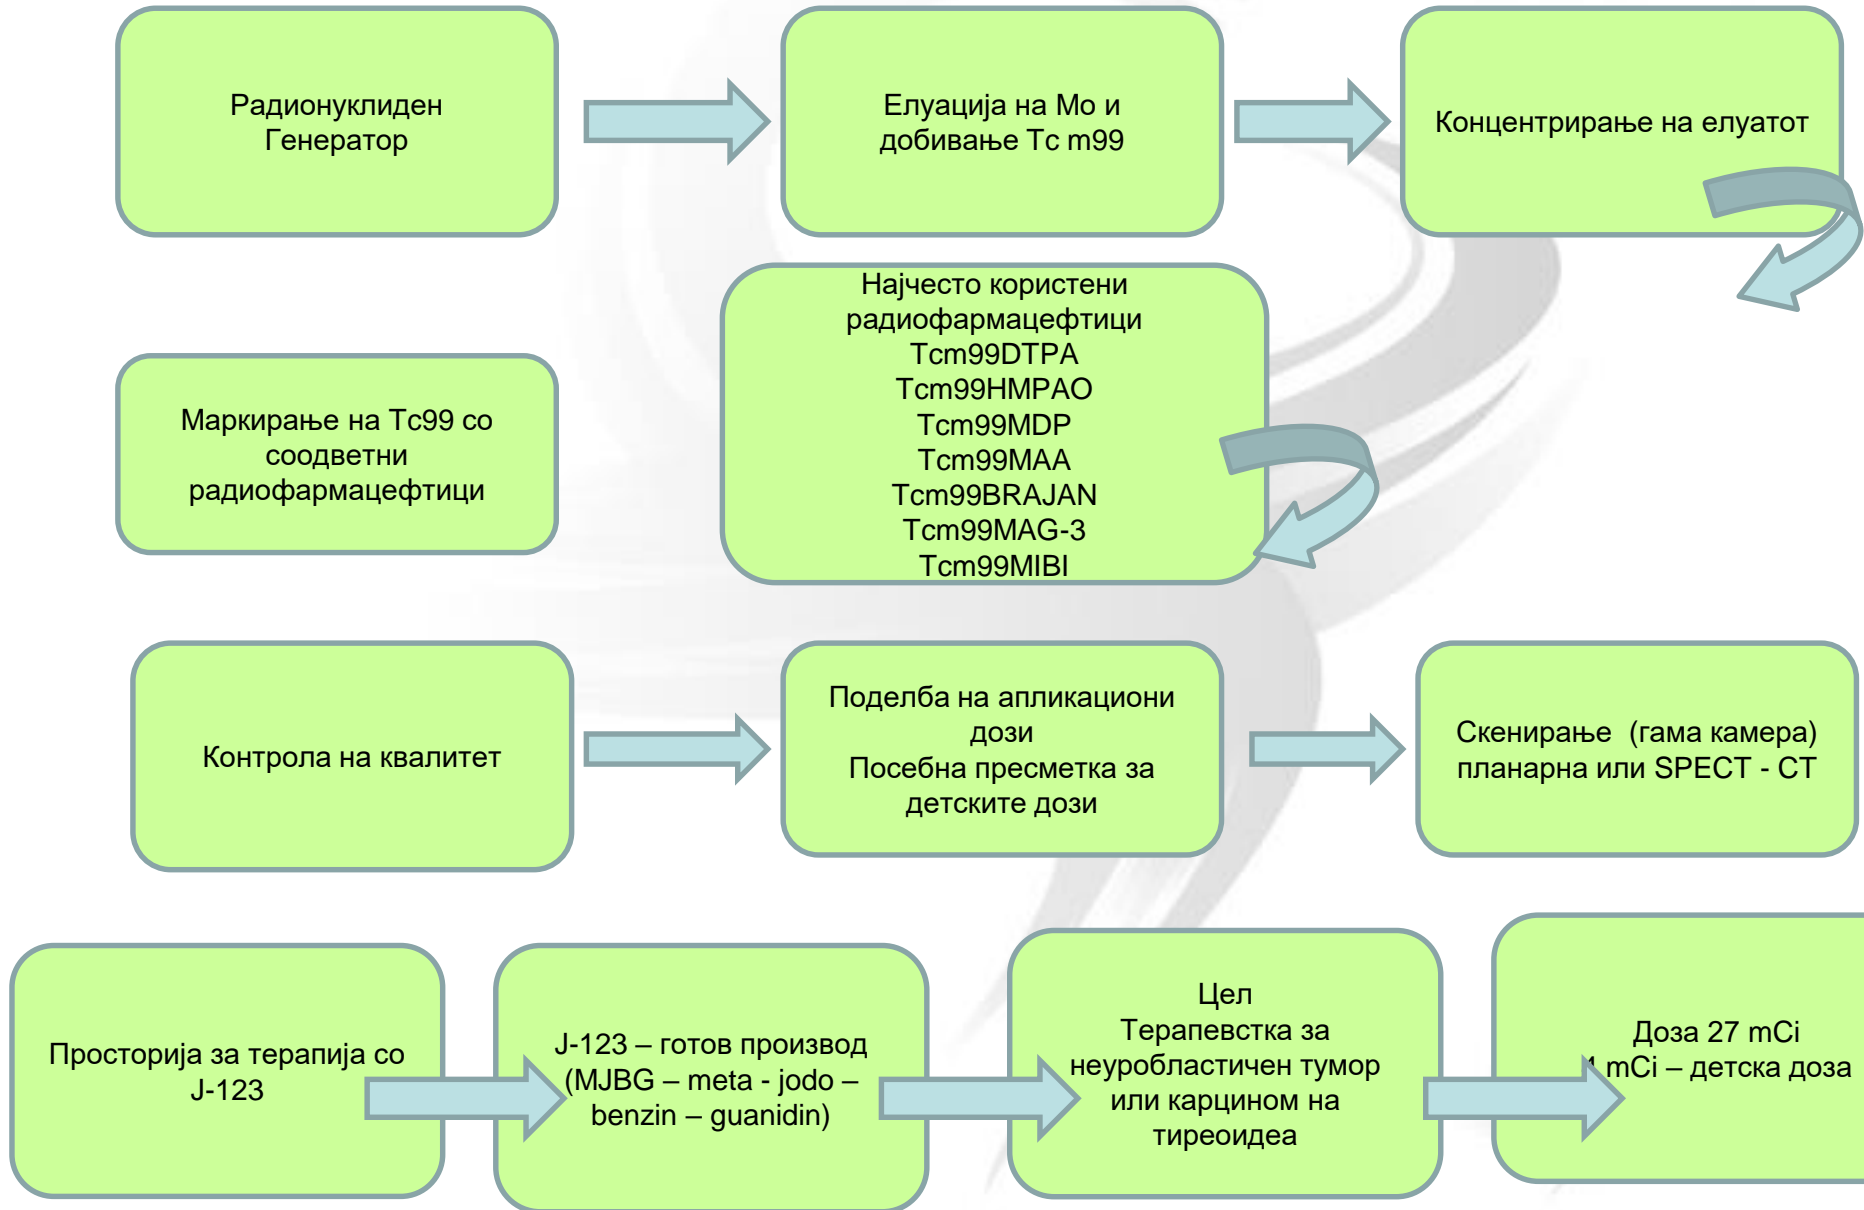 Радионуклиден
Генератор
Елуација на Мо и
добивање Tc m99
Концентрирање на елуатот
Маркирање на Тс99 со
соодветни
радиофармацефтици
Најчесто користени
радиофармацефтици
Tcm99DTPA
Tcm99HMPAO
Tcm99MDP
Tcm99MAA
Tcm99BRAJAN
Tcm99MAG-3
Tcm99MIBI
Контрола на квалитет
Поделба на апликациони
дози
Посебна пресметка за
детските дози
Скенирање (гама камера)
планарна или SPECT - CT
Просторија за терапија со
J-123
J-123 – готов производ
(MJBG – meta - jodo –
benzin – guanidin)
Цел
Терапевстка за
неуробластичен тумор
или карцином на
тиреоидеа
Доза 27 mCi
mCi – детска доза